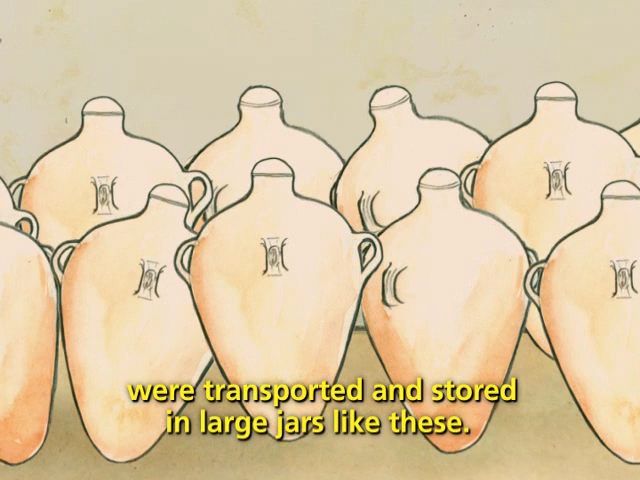 were transported and stored
in large jars like these.